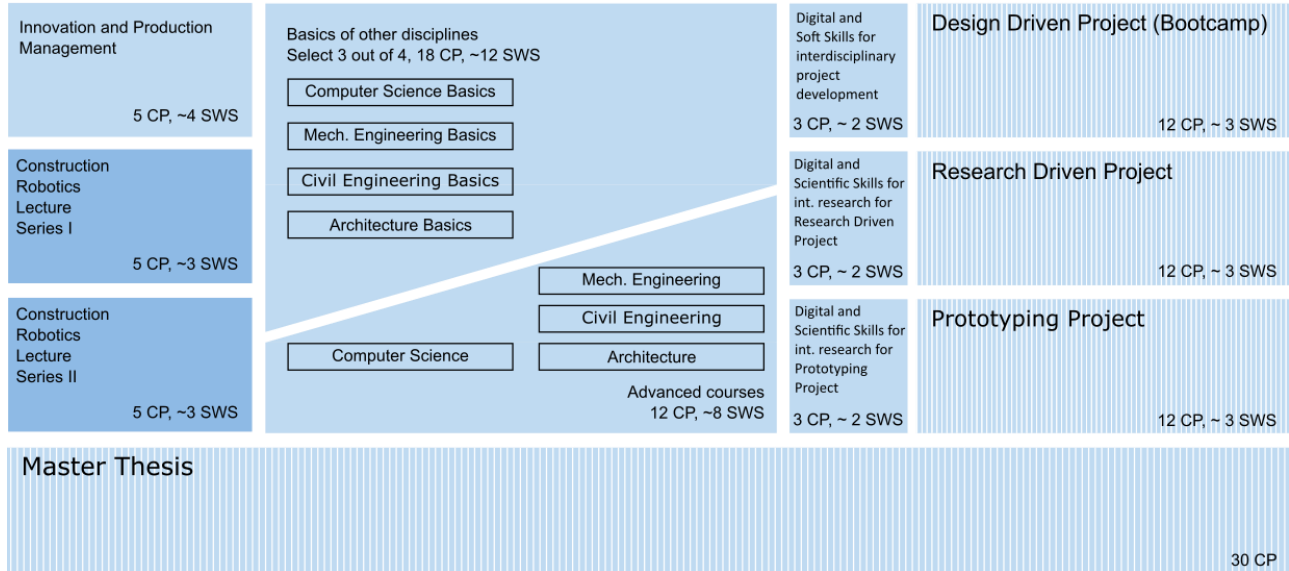 Innovation and Production
Management
5 CP, ~4 SWS
Construction
Robotics
Lecture
Series I
5 CP, ~3 SWS
Construction
Robotics
Lecture
Series II
5 CP, ~3 SWS
Basics of other disciplines
Select 3 out of 4, 18 CP, ~12 SWS
Computer Science Basics
Mech. Engineering Basics
Civil Engineering Basics
Architecture Basics
Mech. Engineering
Civil Engineering
Computer Science
Architecture
Advanced courses
12 CP, ~8 SWS
Digital and
Soft Skills for
interdisciplinary
project
development
3 CP, ~ 2 SWS
Digital and
Scientific Skills for
int. research for
Research Driven
Project
3 CP, ~ 2 SWS
Digital and
Scientific Skills for
int. research for
Prototyping
Project
3 CP, ~ 2 SWS
Design Driven Project (Bootcamp)
12 CP, ~ 3 SWS
Research Driven Project
12 CP, ~ 3 SWS
Prototyping Project
12 CP, ~ 3 SWS
Master Thesis
30 CP